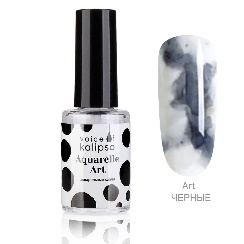 voice of
kalipso
Aquarelle
Art
Art
ЧЕРНЫЕ